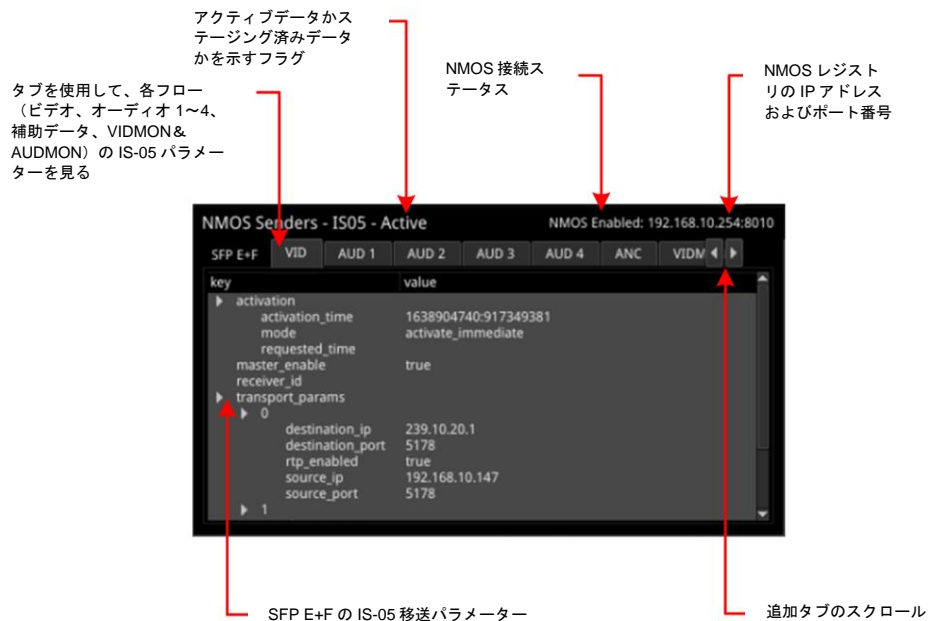 アクティブデータかス
テージング済みデータ
かを示すフラグ
NMOS 接続ス
テータス
NMOS レジスト
リの IP アドレス
およびポート番号
タブを使用して、各フロー
（ビデオ、オーディオ 1～4、
補助データ、VIDMON＆
AUDMON）の IS-05 パラメー
ターを見る
NMOS Senders - IS05 - Active NMOS Enabled: 192.168.10.254:8010
SFP E+F VID AUD 1 AUD 2 AUD 3 AUD 4 ANC VIDM
key value
activation
activation_time 1638904740:917349381
mode activate_immediate
requested_time
master_enable true
receiver_id
transport_params
0
destination_ip 239.10.20.1
destination_port 5178
rtp_enabled true
source_ip 192.168.10.147
source_port 5178
1
SFP E+F の IS-05 移送パラメーター
追加タブのスクロール